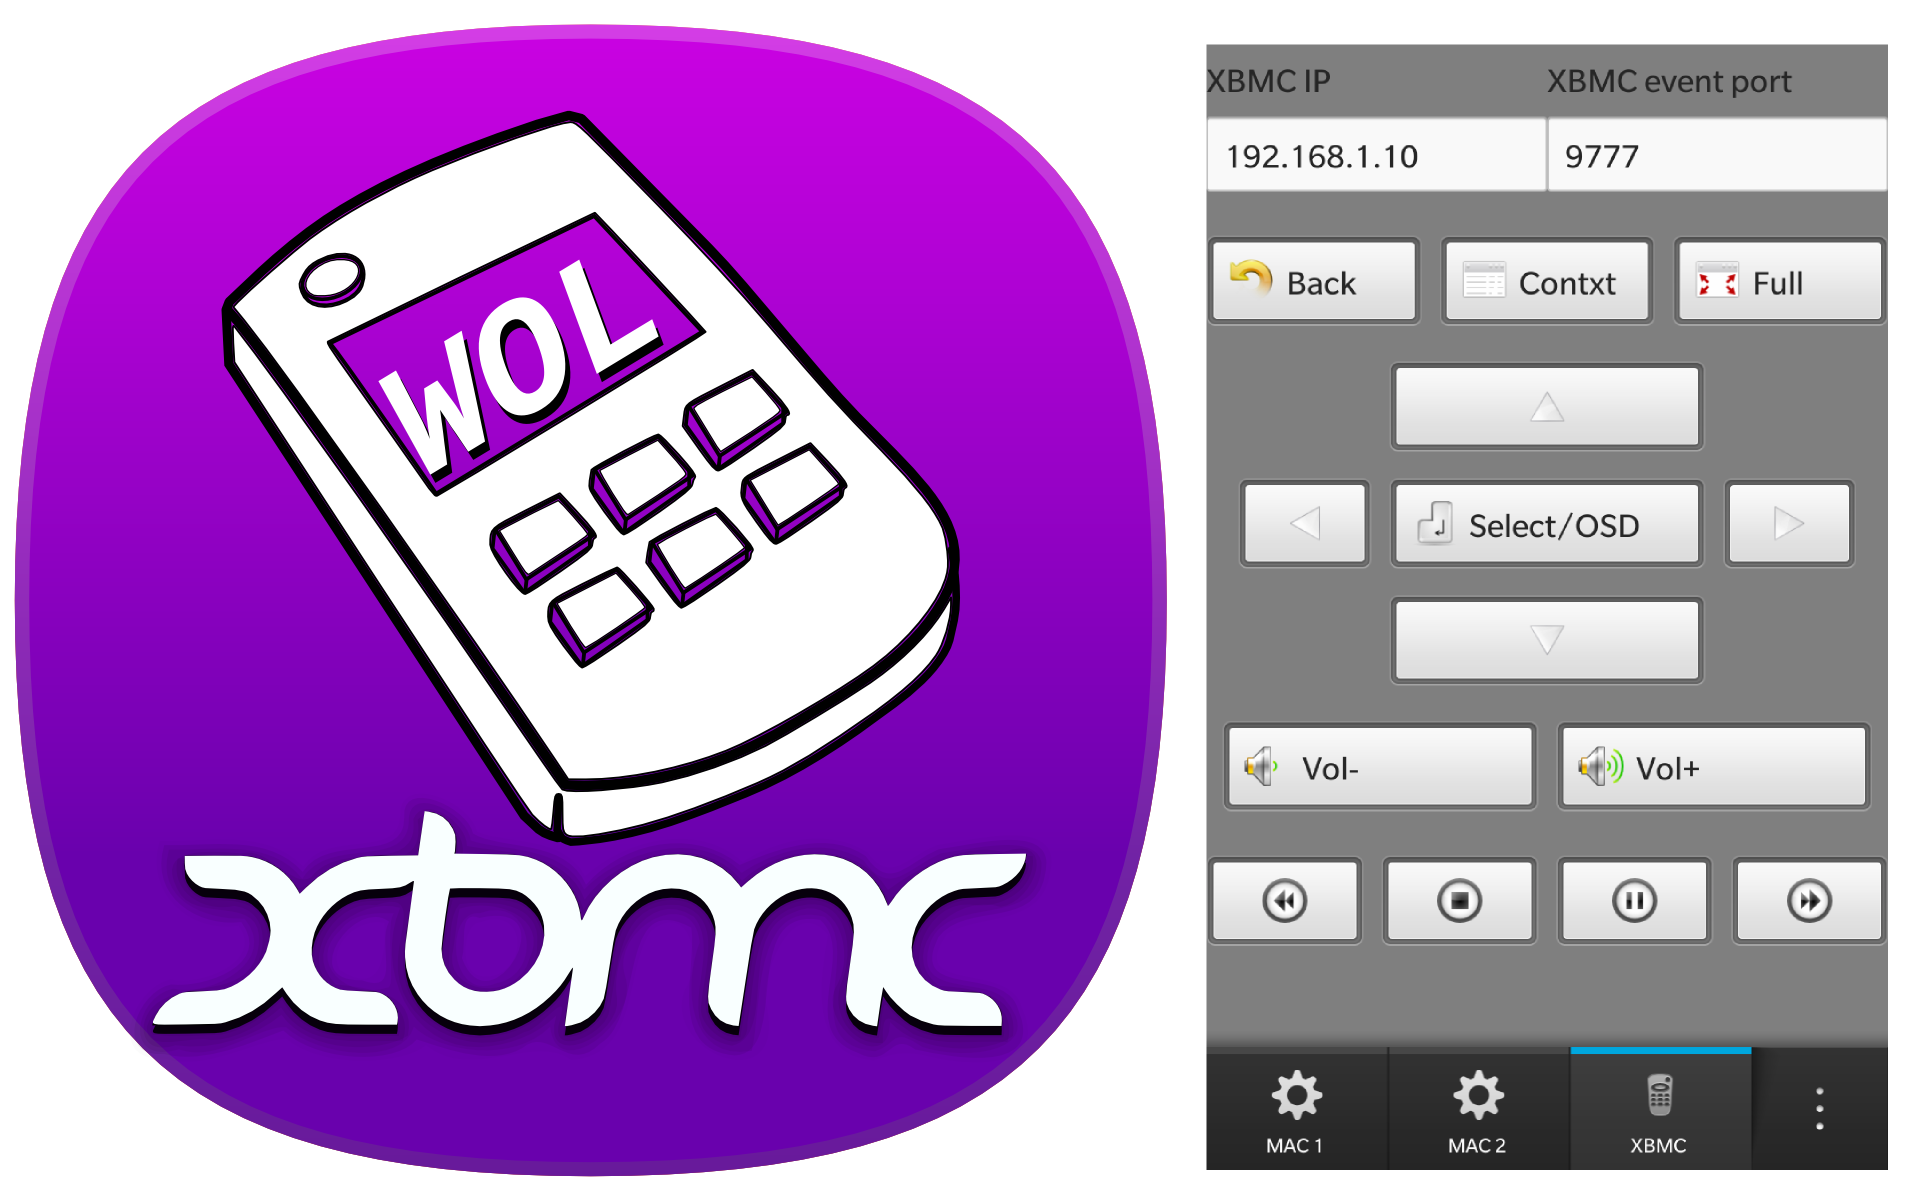 WOL
xbmc
XBMC IP XBMC event port
192.168.1.10 9777
Back Contxt Full
Select/OSD
Vol- Vol+
MAC 1 MAC 2 XBMC